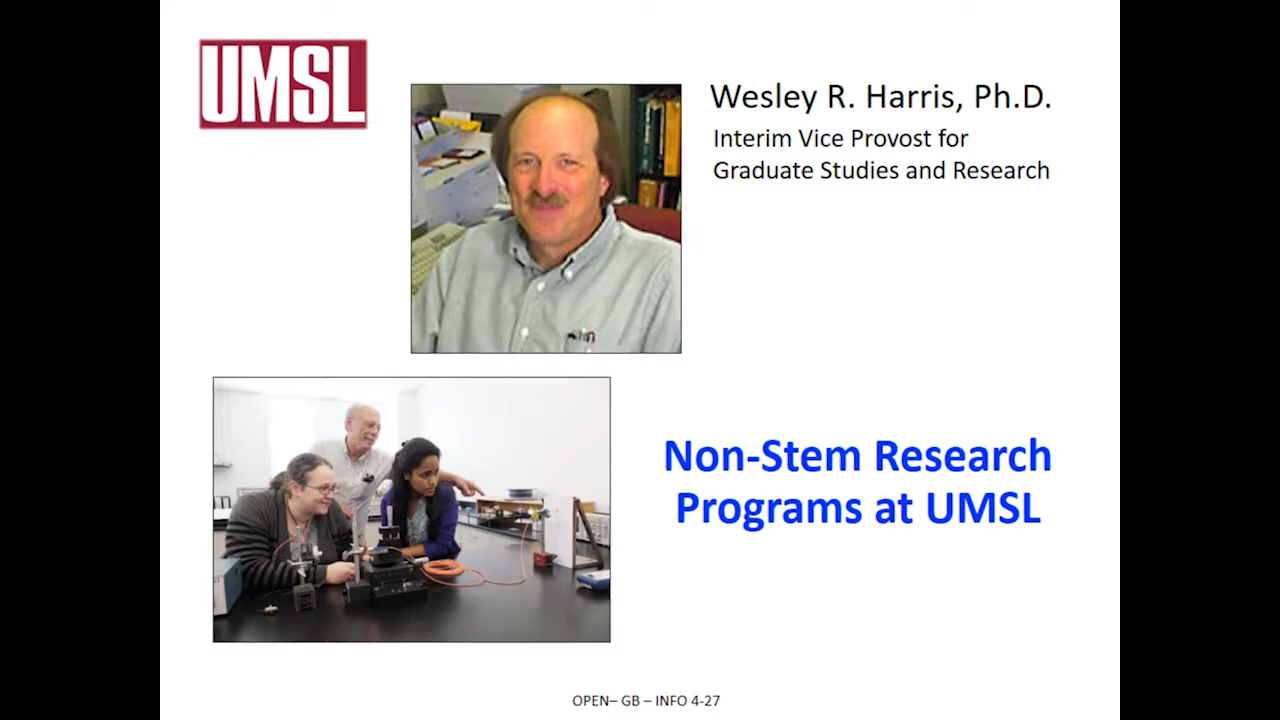 UMSL
Wesley R. Harris, Ph.D.
Interim Vice Provost for
Graduate Studies and Research
Non-Stem Research
Programs at UMSL
OPEN– GB – INFO 4-27